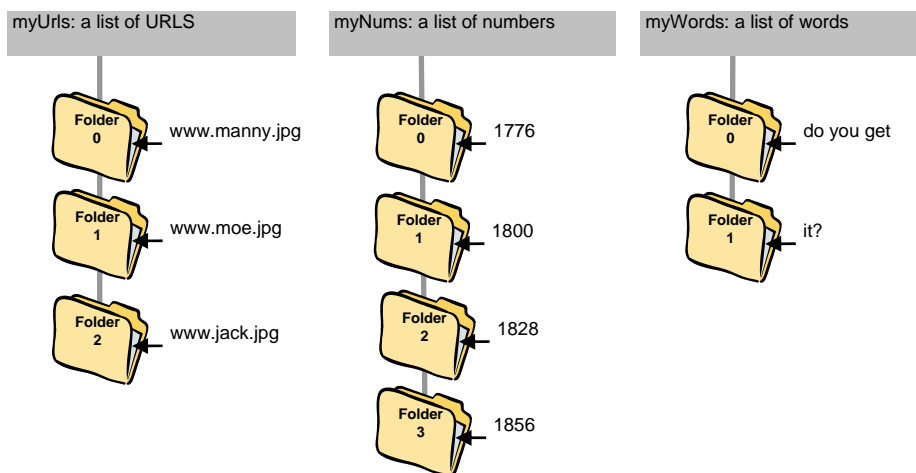 myUrls: a list of URLS
Folder
0
www.manny.jpg
Folder
1
www.moe.jpg
Folder
2
www.jack.jpg
myNums: a list of numbers
Folder
0
1776
Folder
1
1800
Folder
2
1828
Folder
3
1856
myWords: a list of words
Folder
0
do you get
Folder
1
it?